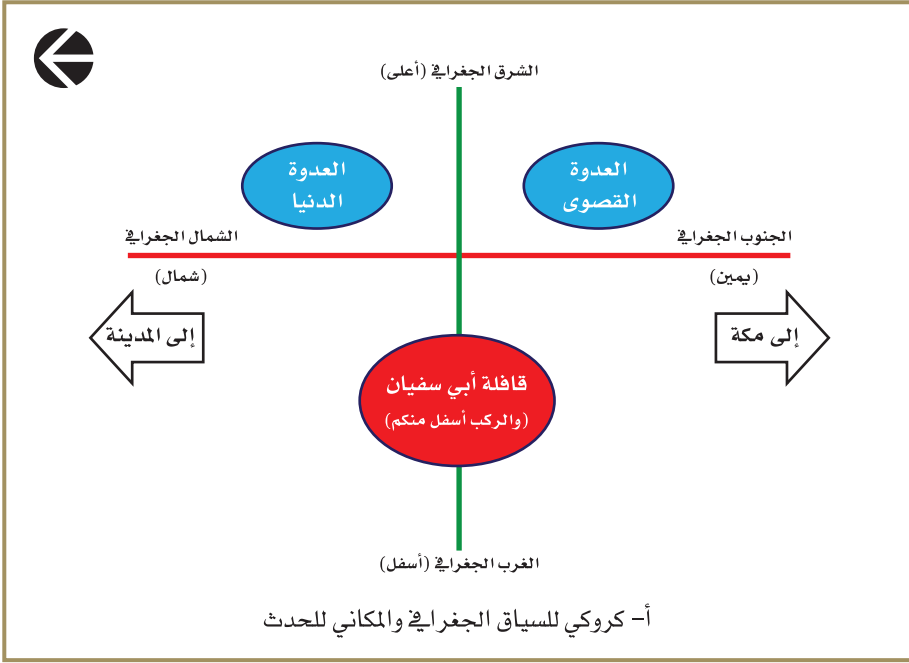 الشرق الجغرافي (أعلى)
العدوة
القصوى
العدوة
الدنيا
الجنوب الجغرافي
الشمال الجغرافي
(يمين)
(شمال)
إلى مكة
إلى المدينة
قافلة أبي سفيان
(والركب أسفل منكم)
الغرب الجغرافي (أسفل)
أ- كروكي للسياق الجغرافي والمكاني للحدث